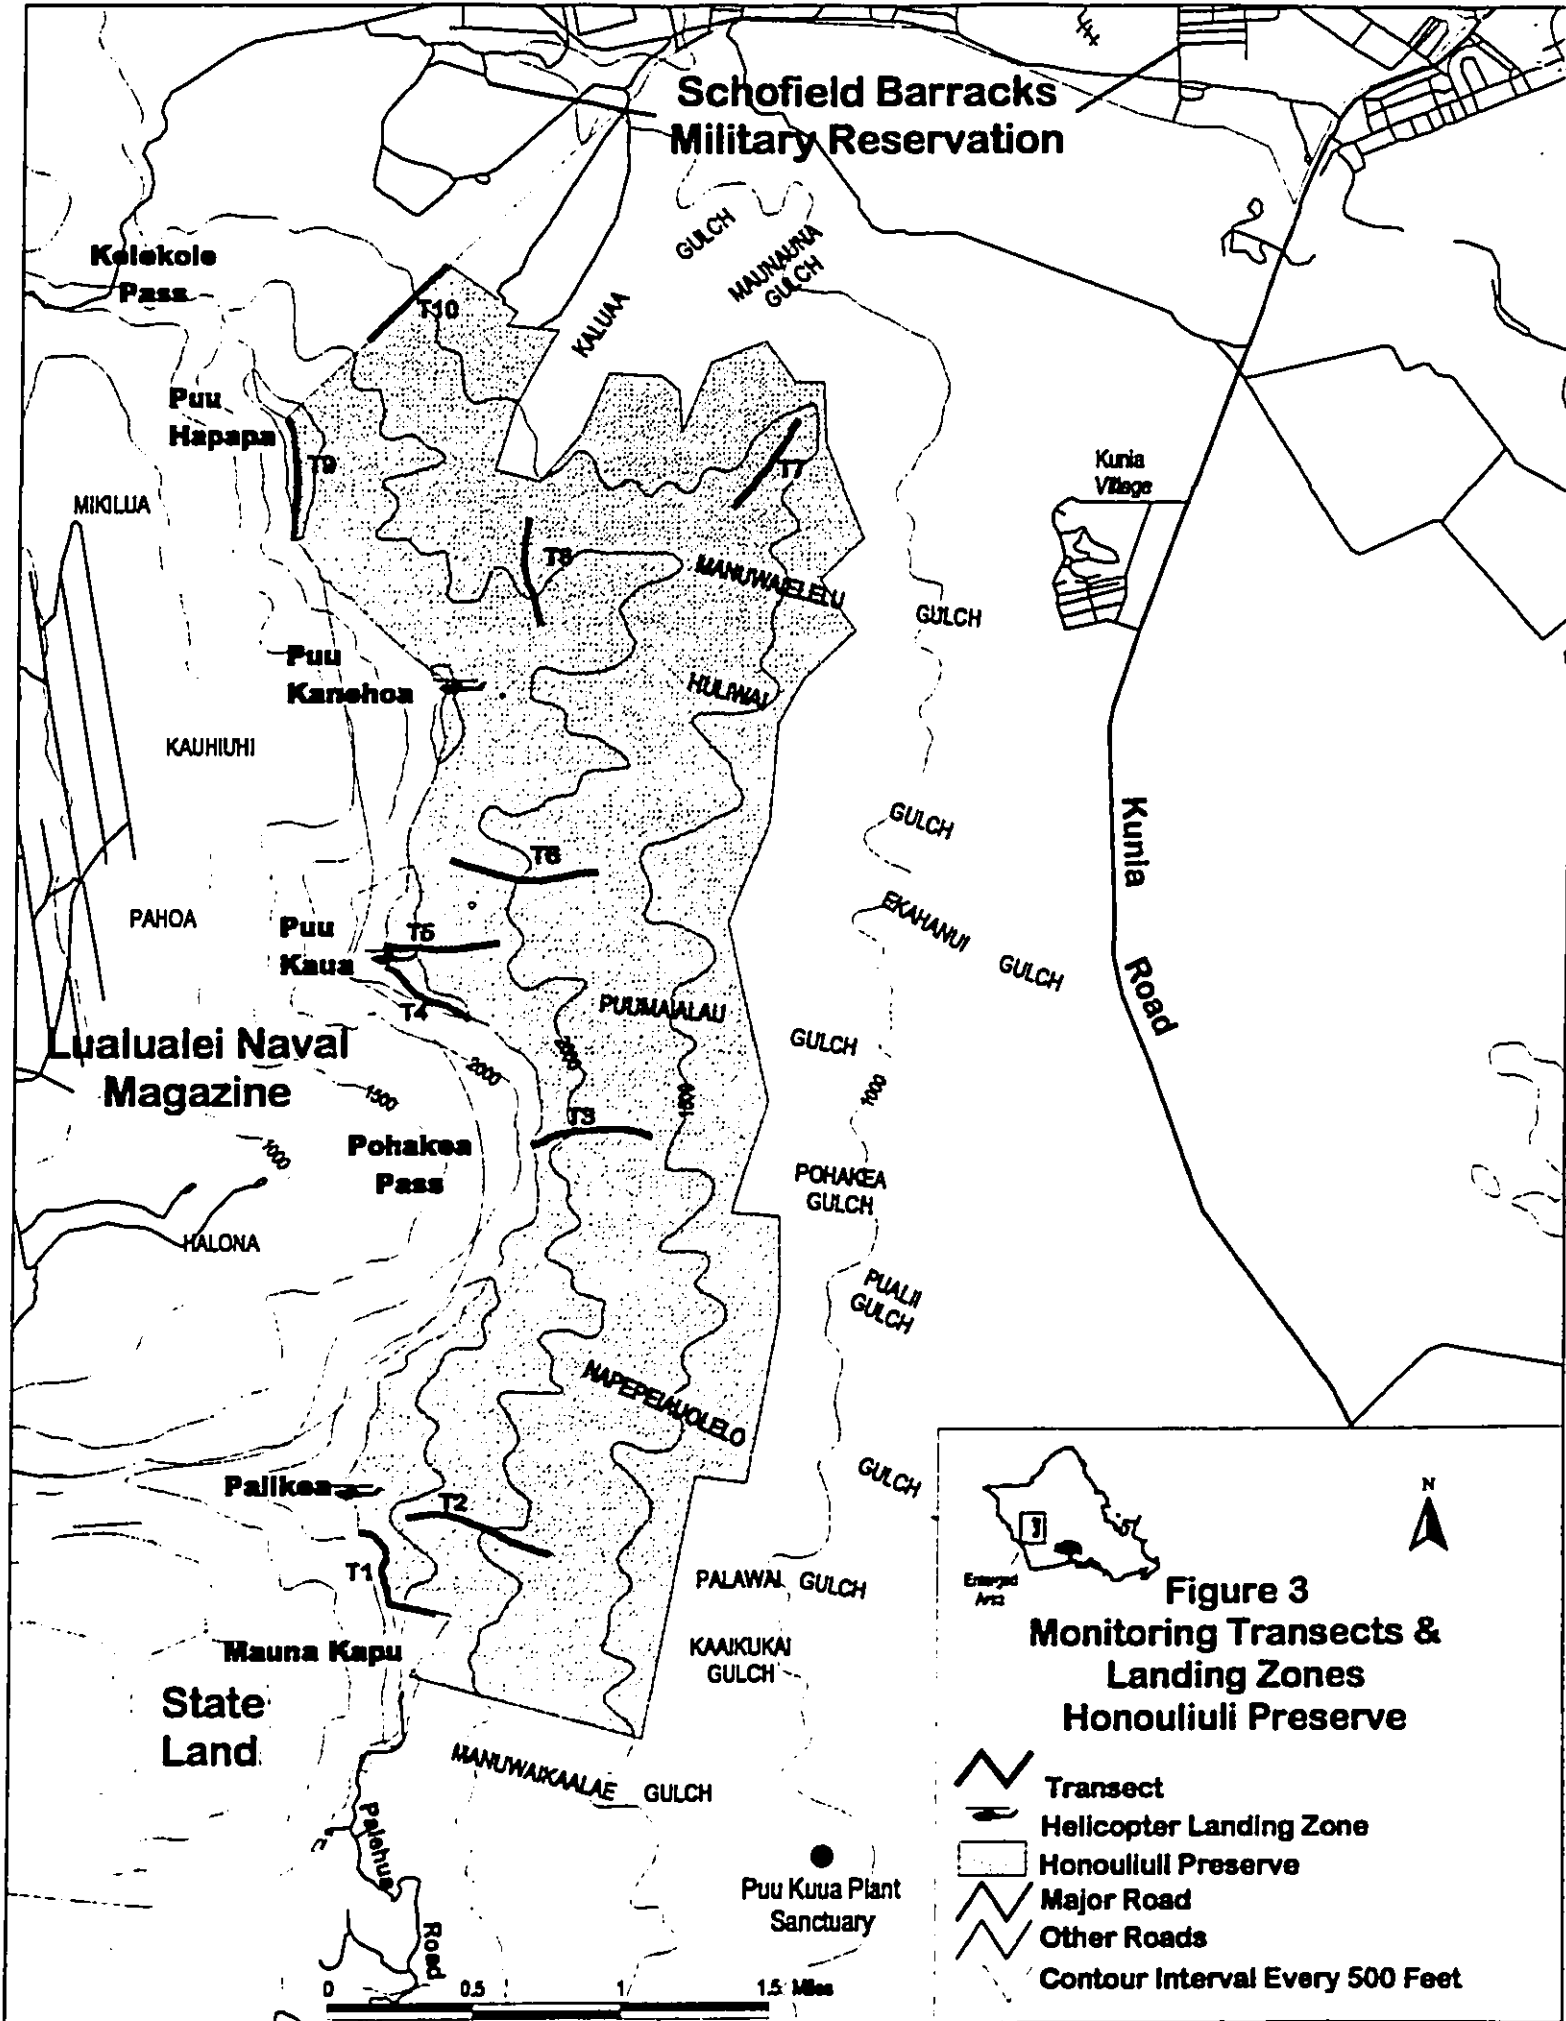 Schofield Barracks
Military Reservation
GULCH
MAUNAUNA
GULCH
Kolekole
Pass
T10
KALUAA
Puu
Hapapa
T9
T7
Kunia
Village
MIKILUA
T8
MANUWAIELELU
GULCH
Puu
Kanehoa
HULIWAI
KAUHIUHI
GULCH
Kunia
Road
T6
EKAHANUI
GULCH
PAHOA
Puu
Kaua
T5
T4
PUUMAIALAU
GULCH
Lualualei Naval
Magazine
2000
2000
1500
1500
1000
1000
T3
Pohakea
Pass
POHAKEA
GULCH
HALONA
PUALII
GULCH
NAPEPEIAUOLELO
GULCH
Palikea
T2
T1
PALAWAI GULCH
Mauna Kapu
KAAIKUKAI
GULCH
State
Land
MANUWAIKAALAE GULCH
Palehua
Road
Puu Kuua Plant
Sanctuary
0 0.5 1 1.5 Miles
N
Enlarged
Area
Figure 3
Monitoring Transects &
Landing Zones
Honouliuli Preserve
Transect
Helicopter Landing Zone
Honouliuli Preserve
Major Road
Other Roads
Contour Interval Every 500 Feet